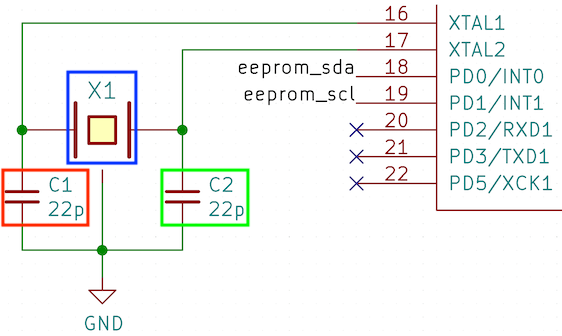 16 XTAL1
17 XTAL2
eeprom_sda 18 PD0/INT0
eeprom_scl 19 PD1/INT1
20 PD2/RXD1
21 PD3/TXD1
22 PD5/XCK1
X1
C1
22p
C2
22p
GND